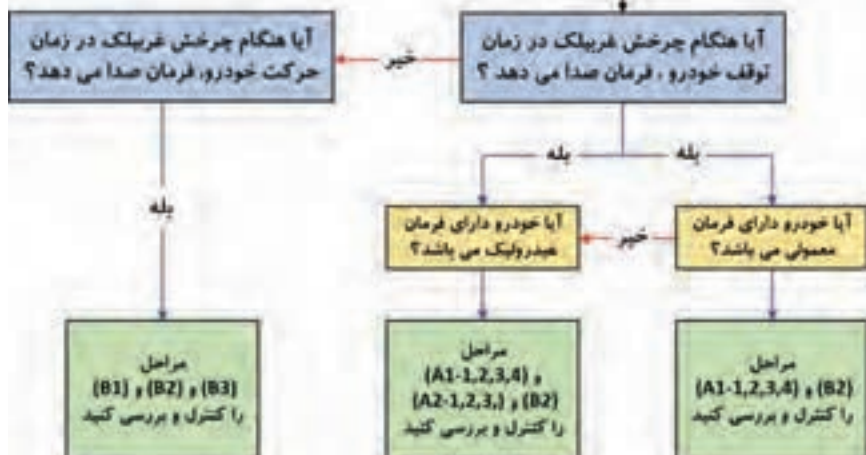 آیا هنگام چرخش غربیلک در زمان
توقف خودرو ، فرمان صدا می دهد ؟
خیر
آیا هنگام چرخش غربیلک در زمان
حرکت خودرو، فرمان صدا می دهد؟
بله
بله
بله
آیا خودرو دارای فرمان
معمولی می باشد؟
خیر
آیا خودرو دارای فرمان
هیدرولیک می باشد؟
مراحل
(B2) و (A1-1,2,3,4)
را کنترل و بررسی کنید
مراحل
و (A1-1,2,3,4)
(B2) و (A2-1,2,3,)
را کنترل و بررسی کنید
مراحل
(B3) و (B2) و (B1)
را کنترل و بررسی کنید